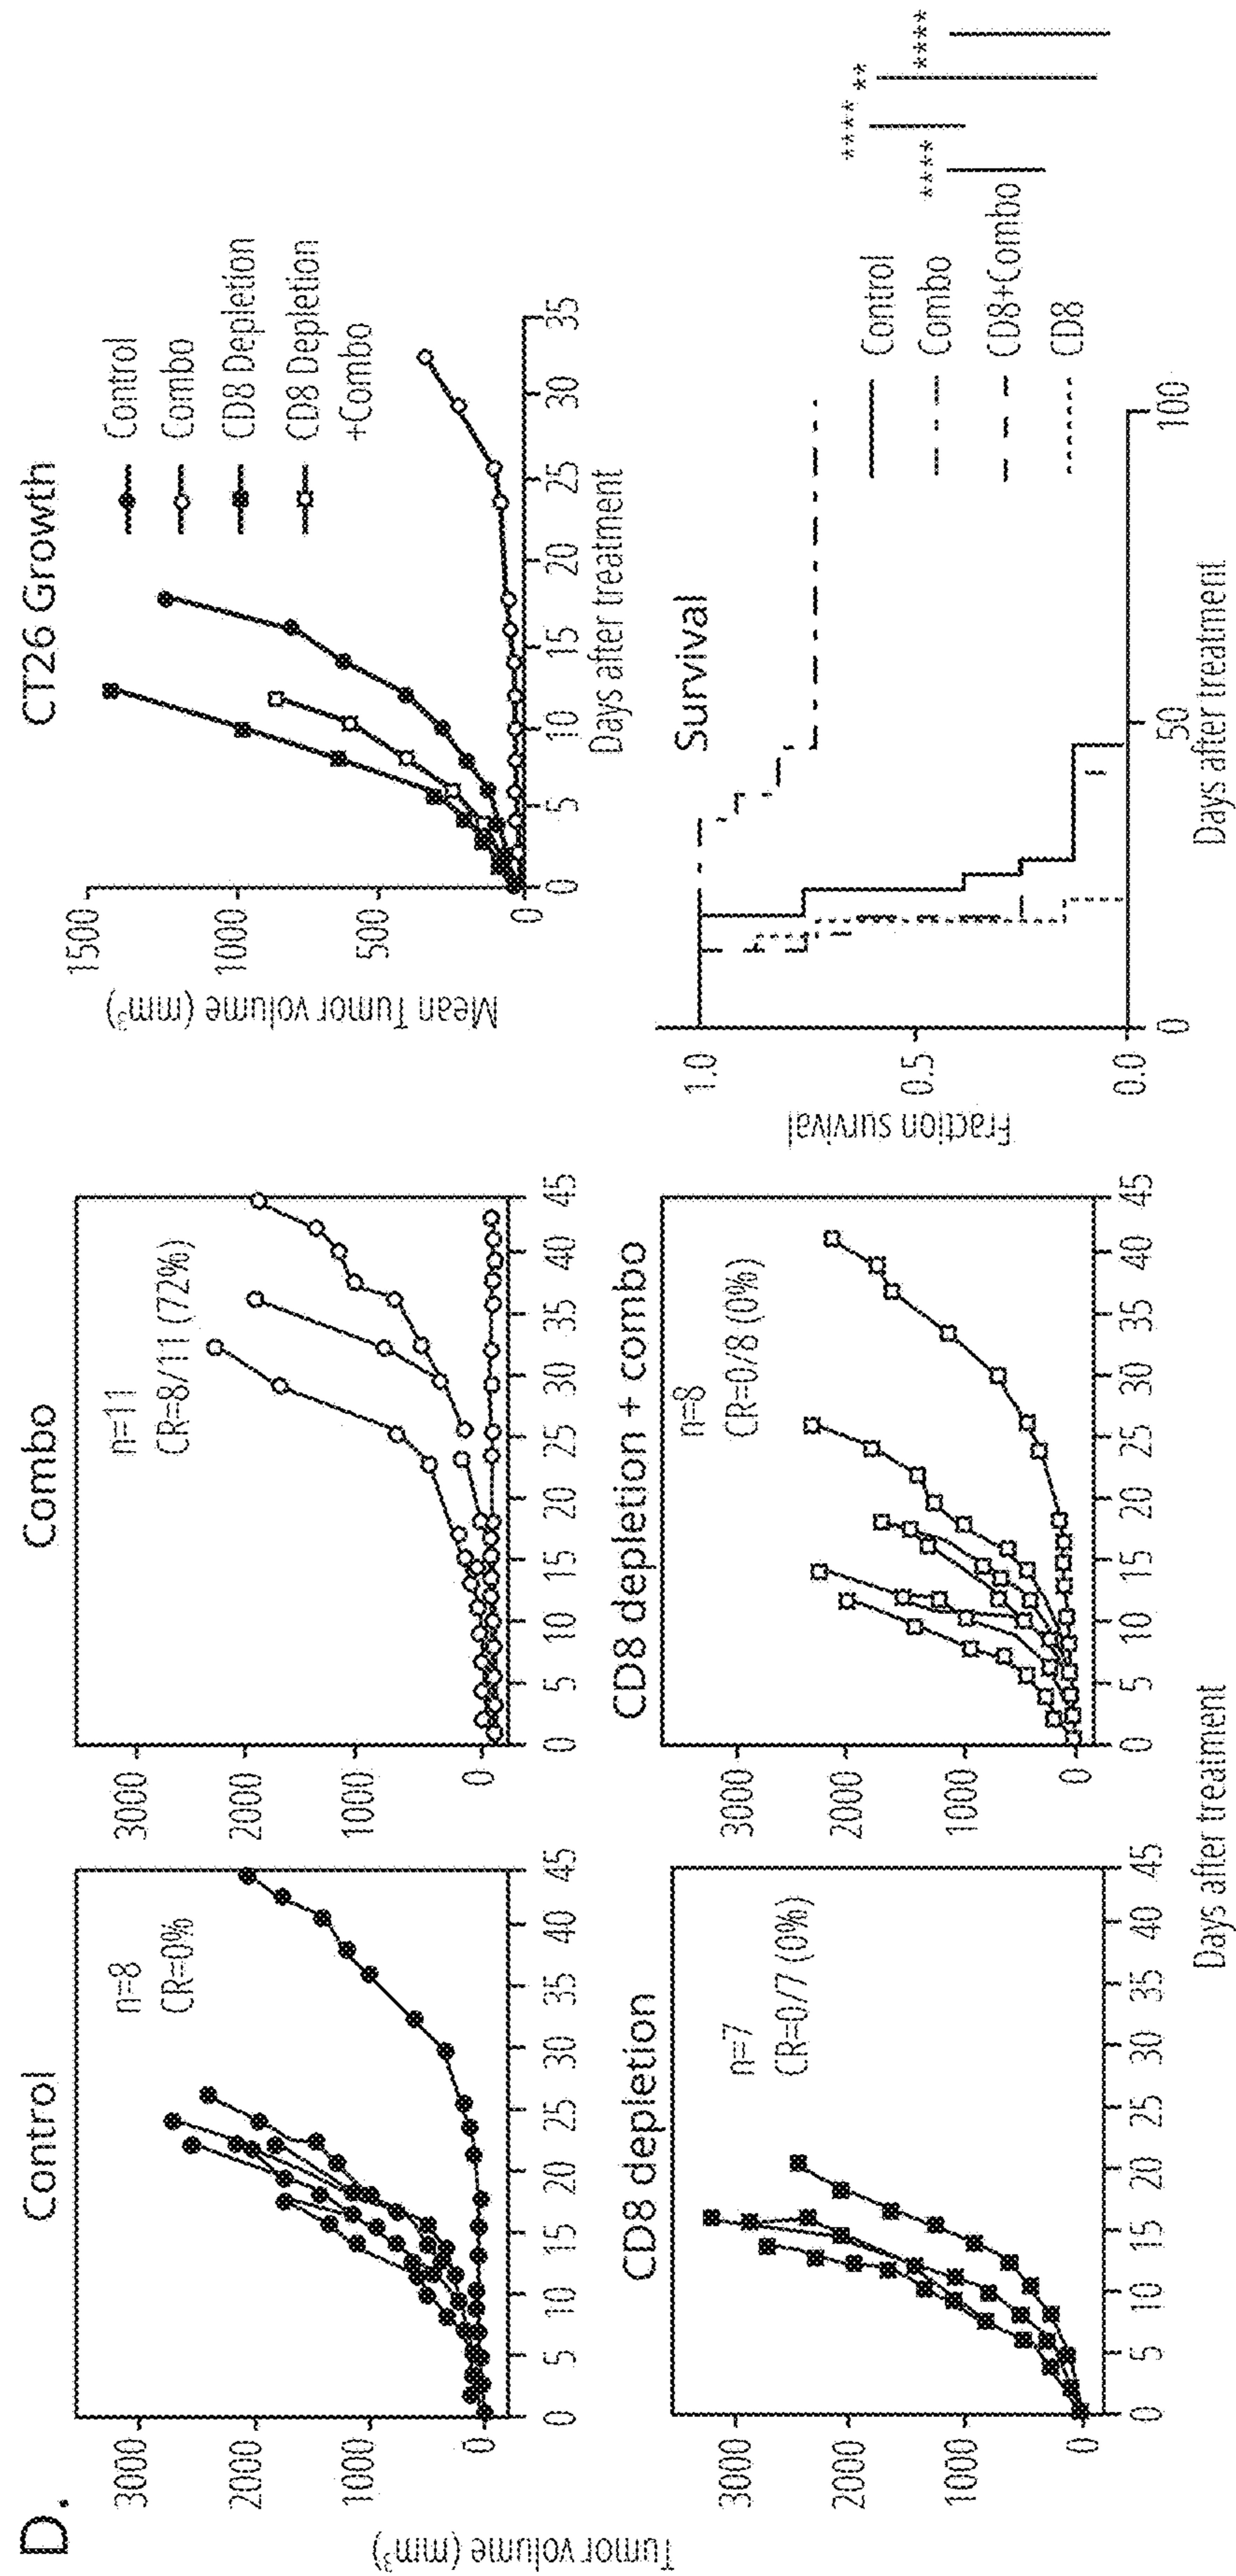 D.
Control
n=8
CR=0%
3000
2000
1000
0
0 5 10 15 20 25 30 35 40 45
Combo
n=11
CR=8/11 (72%)
3000
2000
1000
0
0 5 10 15 20 25 30 35 40 45
Tumor volume (mm³)
CD8 depletion
n=7
CR=0/7 (0%)
3000
2000
1000
0
0 5 10 15 20 25 30 35 40 45
CD8 depletion + combo
n=8
CR=0/8 (0%)
3000
2000
1000
0
0 5 10 15 20 25 30 35 40 45
Days after treatment
CT26 Growth
Control
Combo
CD8 Depletion
CD8 Depletion
+Combo
Mean Tumor volume (mm³)
1500
1000
500
0
0 5 10 15 20 25 30 35
Days after treatment
Survival
Fraction survival
1.0
0.5
0.0
0 50 100
Days after treatment
Control
Combo
CD8+Combo
CD8
****
****
**
****